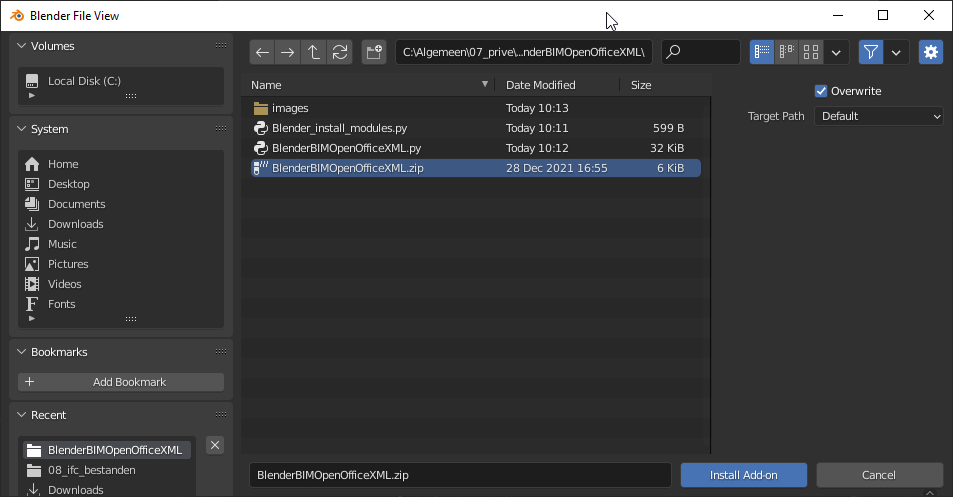 Blender File View
Volumes
Local Disk (C:)
System
Home
Desktop
Documents
Downloads
Music
Pictures
Videos
Fonts
Bookmarks
Add Bookmark
Recent
BlenderBIMOpenOfficeXML
08_ifc_bestanden
Downloads
C:\Algemeen\07_prive\...nderBIMOpenOfficeXML\
Name Date Modified Size
images Today 10:13
Blender_install_modules.py Today 10:11 599 B
BlenderBIMOpenOfficeXML.py Today 10:12 32 KiB
BlenderBIMOpenOfficeXML.zip 28 Dec 2021 16:55 6 KiB
Overwrite
Target Path Default
BlenderBIMOpenOfficeXML.zip Install Add-on Cancel